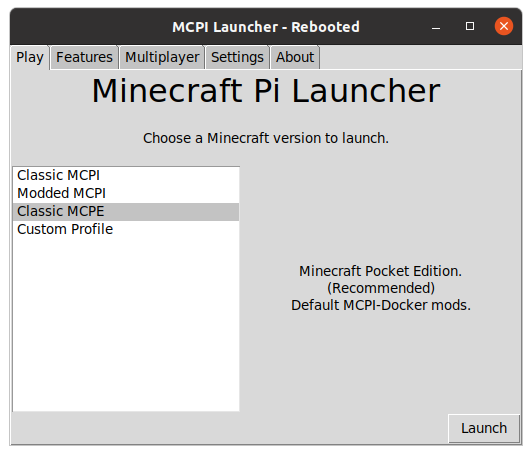 MCPI Launcher - Rebooted
Play Features Multiplayer Settings About
Minecraft Pi Launcher
Choose a Minecraft version to launch.
Classic MCPI
Modded MCPI
Classic MCPE
Custom Profile
Minecraft Pocket Edition.
(Recommended)
Default MCPI-Docker mods.
Launch